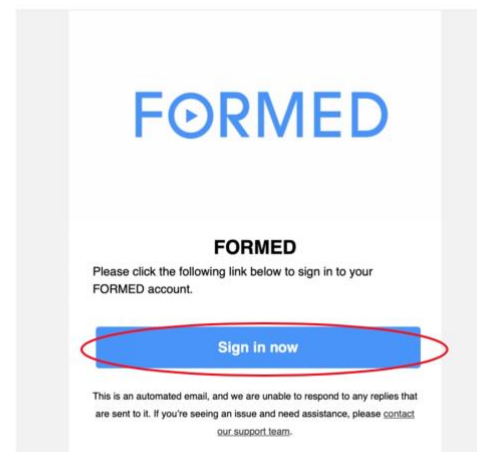 FORMED
FORMED
Please click the following link below to sign in to your
FORMED account.
Sign in now
This is an automated email, and we are unable to respond to any replies that
are sent to it. If you're seeing an issue and need assistance, please contact
our support team.